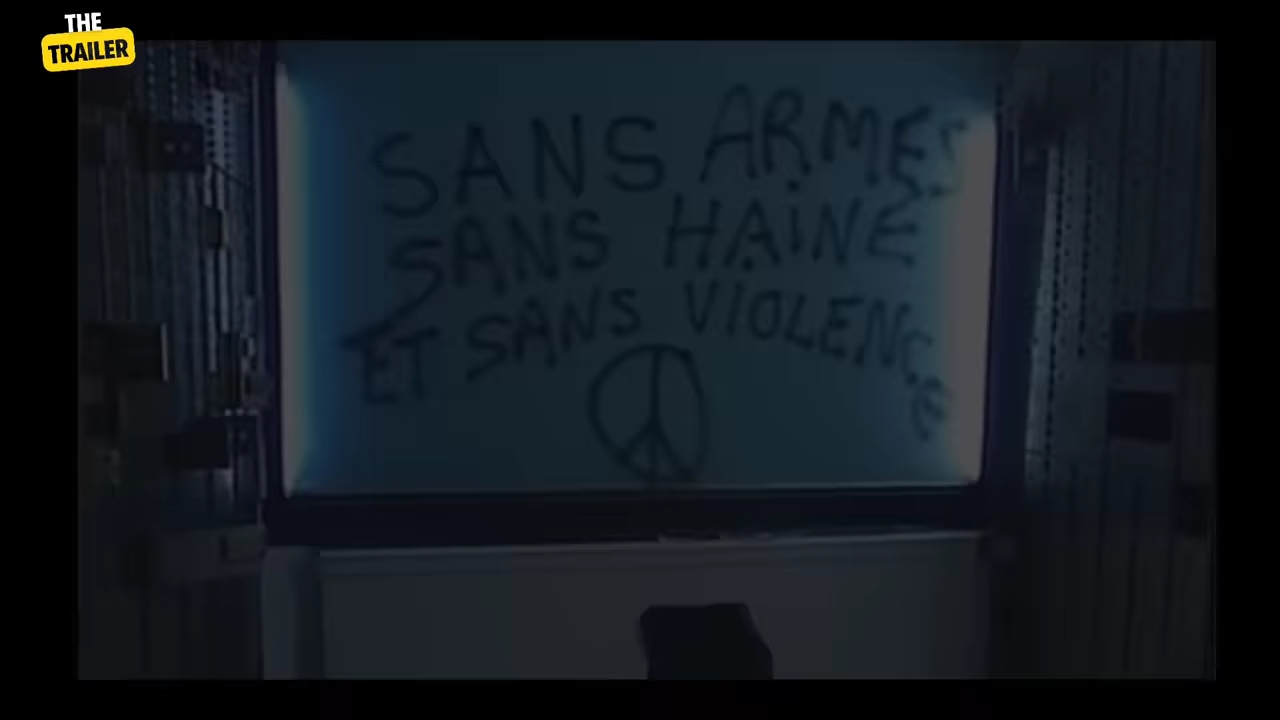 THE
TRAILER
SANS ARMES
SANS HAINE
ET SANS VIOLENCE